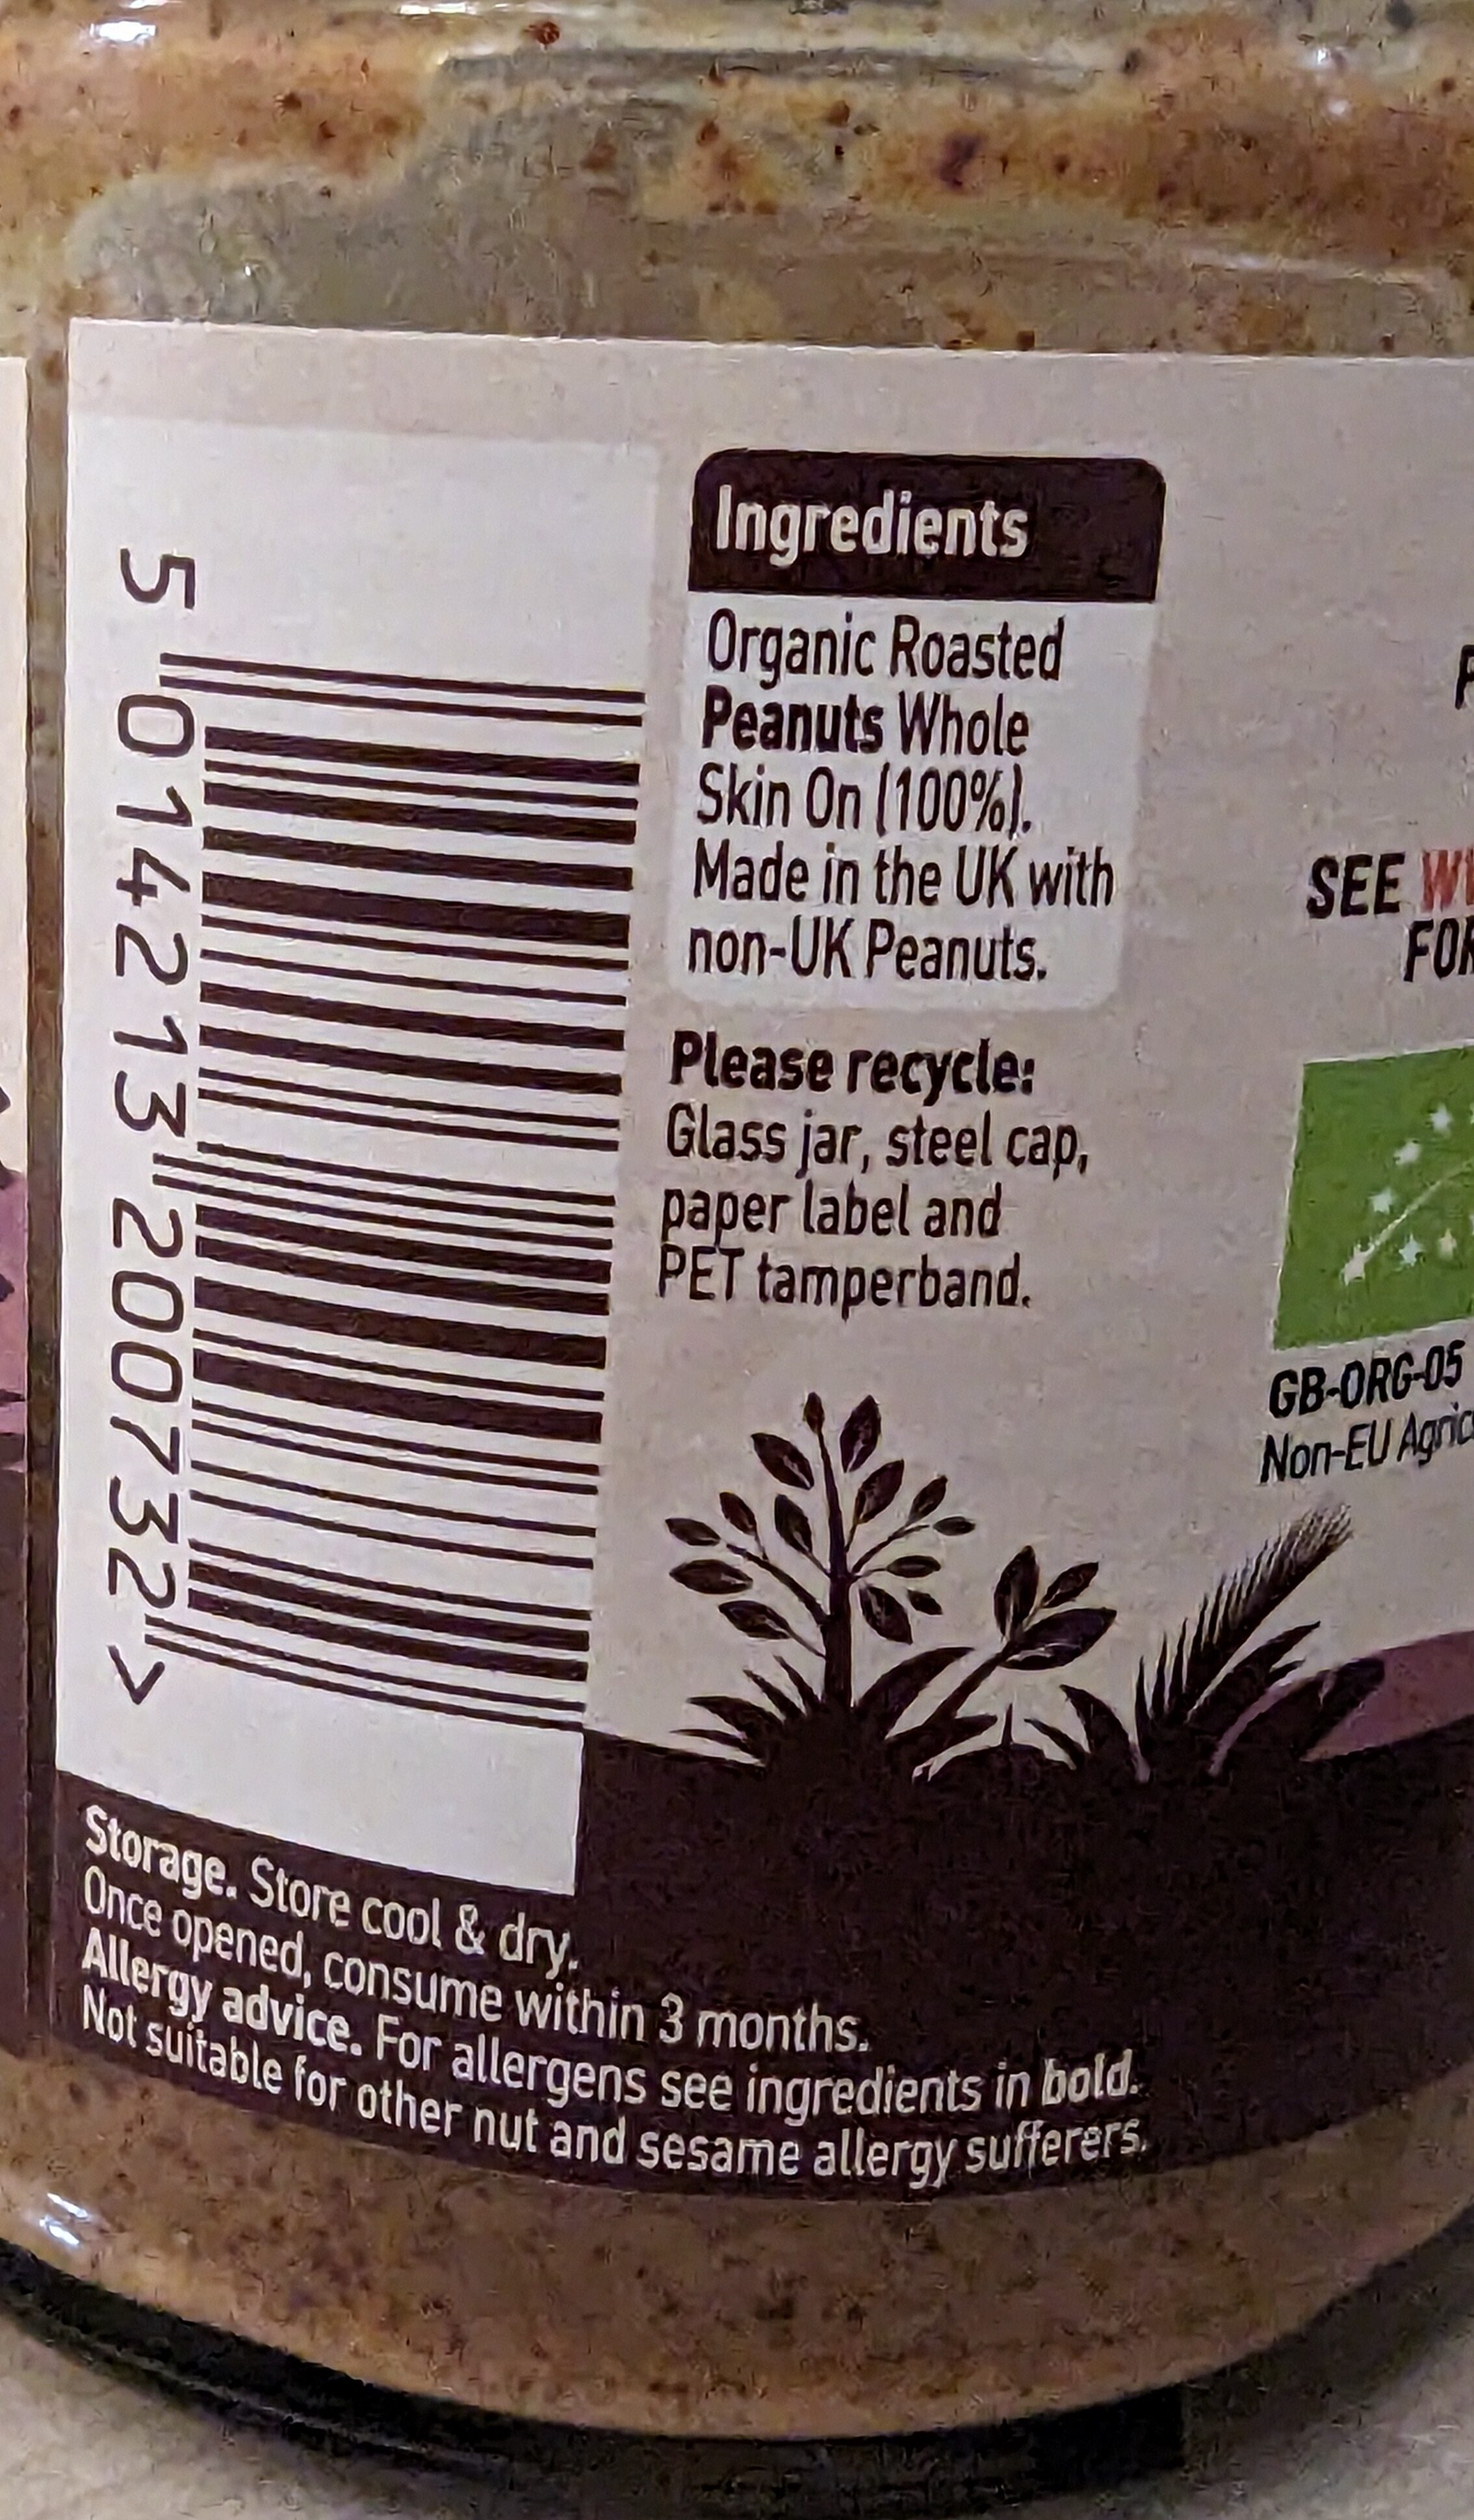 5 014213 200732 >
Ingredients
Organic Roasted
Peanuts Whole
Skin On (100%).
Made in the UK with
non-UK Peanuts.
Please recycle:
Glass jar, steel cap,
paper label and
PET tamperband.
SEE
GB-ORG-05
Non-EU
Storage. Store cool & dry.
Once opened, consume within 3 months.
Allergy advice. For allergens see ingredients in bold.
Not suitable for other nut and sesame allergy sufferers.